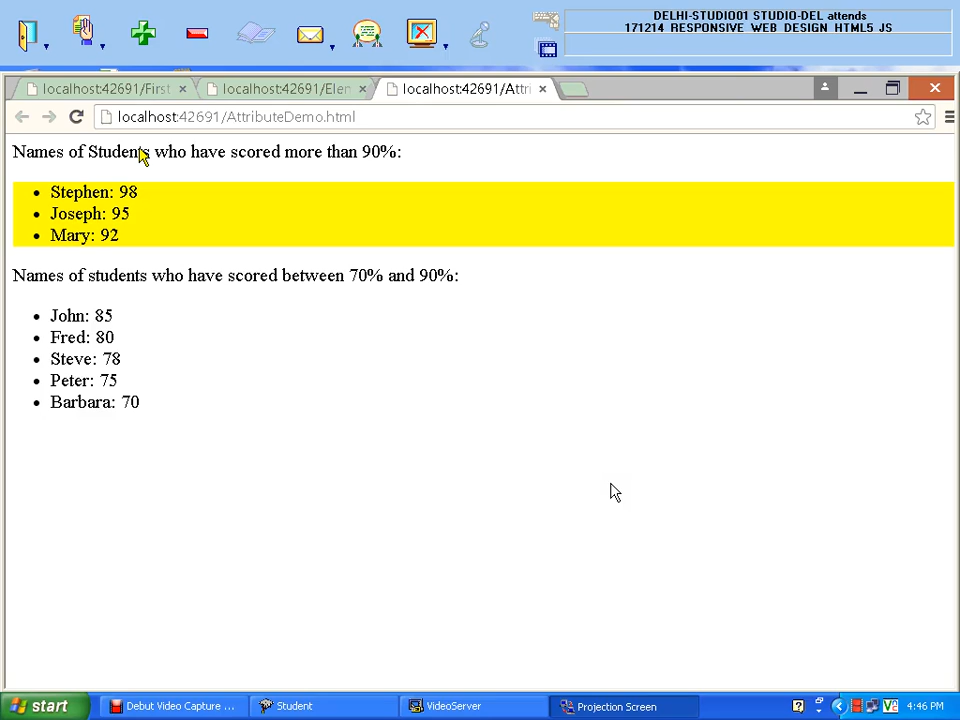 DELHI-STUDIO01 STUDIO-DEL attends
171214 RESPONSIVE WEB DESIGN HTML5 JS
localhost:42691/First
localhost:42691/Elem
localhost:42691/Attri
localhost:42691/AttributeDemo.html
Names of Students who have scored more than 90%:
• Stephen: 98
• Joseph: 95
• Mary: 92
Names of students who have scored between 70% and 90%:
• John: 85
• Fred: 80
• Steve: 78
• Peter: 75
• Barbara: 70
start
Debut Video Capture ...
Student
VideoServer
Projection Screen
4:46 PM